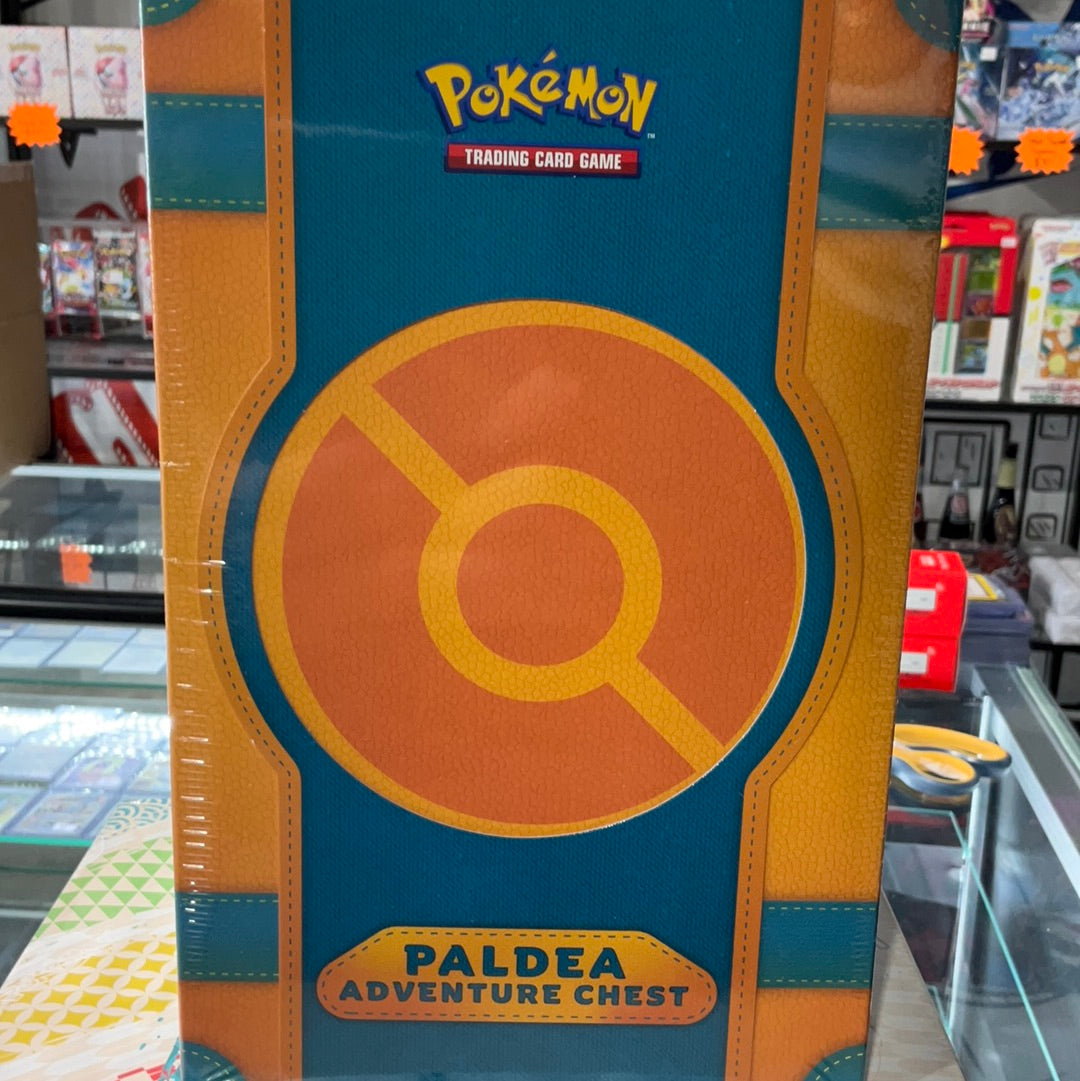 POKéMON
TRADING CARD GAME
PALDEA
ADVENTURE CHEST